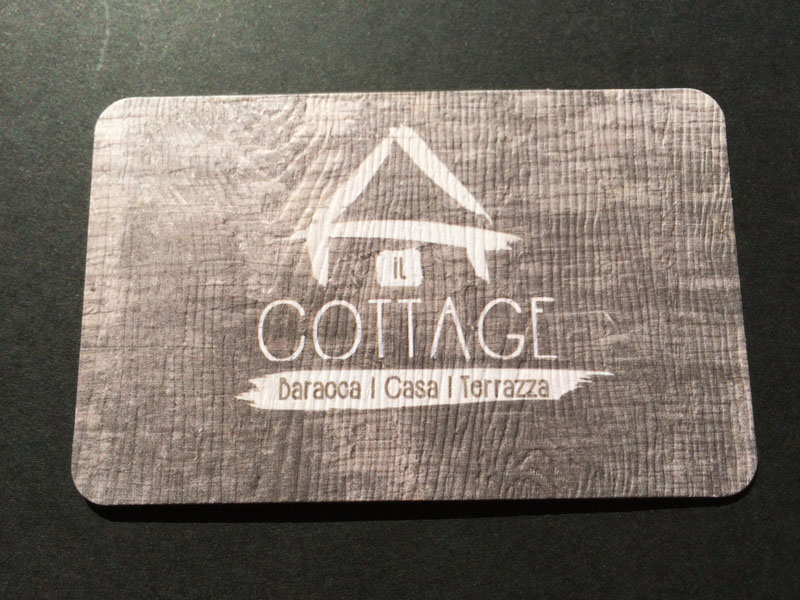 il
COTTAGE
Baracca | Casa | Terrazza